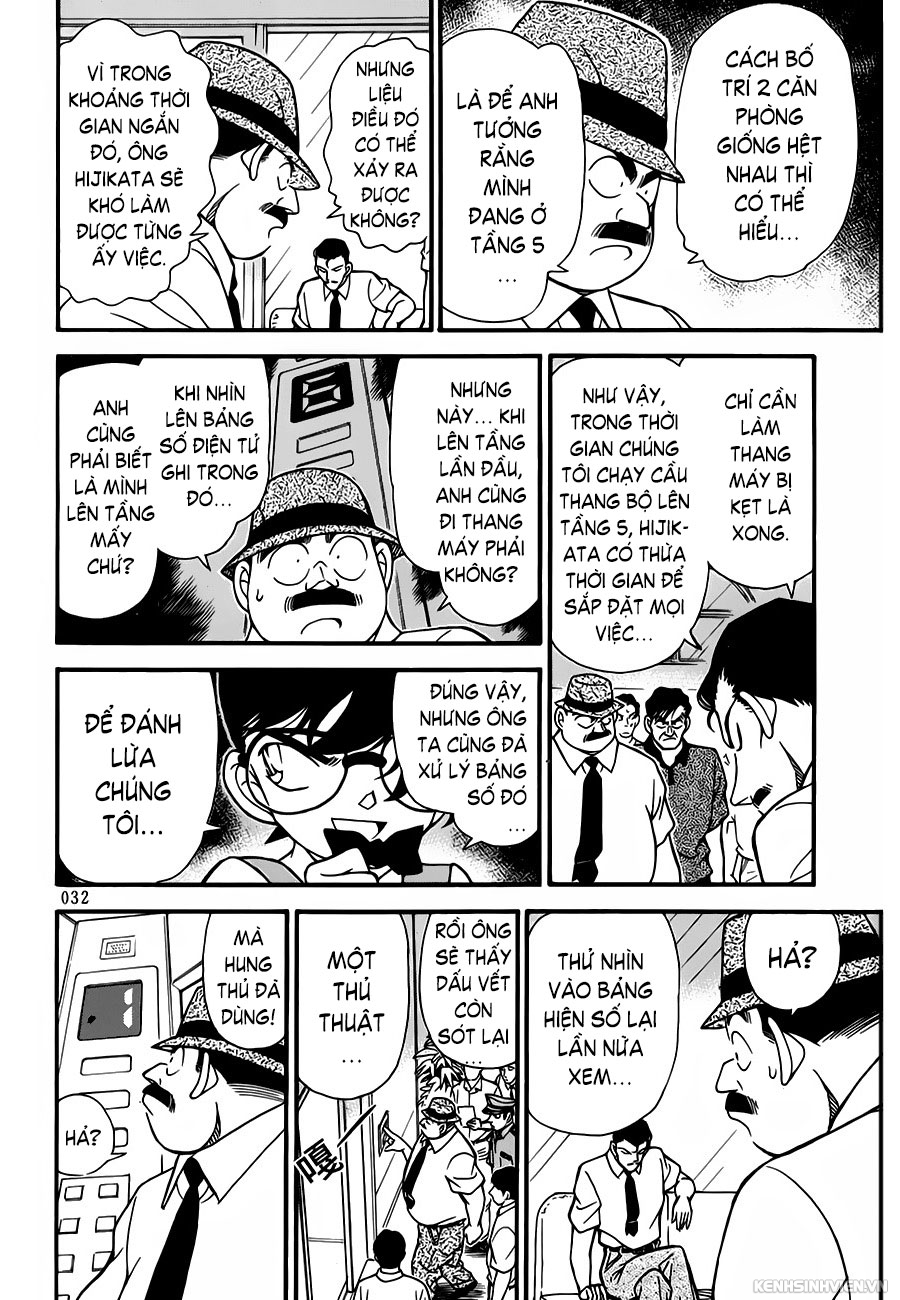 CÁCH BỐ
TRÍ 2 CĂN
PHÒNG
GIỐNG HỆT
NHAU THÌ
CÓ THỂ
HIỂU...
LÀ ĐỂ ANH
TƯỞNG
RẰNG
MÌNH
ĐANG Ở
TẦNG 5
...
NHƯNG
LIỆU
ĐIỀU ĐÓ
CÓ THỂ
XẢY RA
ĐƯỢC
KHÔNG?
VÌ TRONG
KHOẢNG THỜI
GIAN NGẮN
ĐÓ, ÔNG
HIJIKATA SẼ
KHÓ LÀM
ĐƯỢC TỪNG
ẤY VIỆC.
CHỈ CẦN
LÀM
THANG
MÁY BỊ
KẸT LÀ
XONG.
NHƯ VẬY,
TRONG THỜI
GIAN CHÚNG
TÔI CHẠY CẦU
THANG BỘ LÊN
TẦNG 5, HIJIK-
ATA CÓ THỪA
THỜI GIAN ĐỂ
SẮP ĐẶT MỌI
VIỆC...
NHƯNG
NÀY... KHI
LÊN TẦNG
LẦN ĐẦU,
ANH CŨNG
ĐI THANG
MÁY PHẢI
KHÔNG?
KHI NHÌN
LÊN BẢNG
SỐ ĐIỆN TỬ
GHI TRONG
ĐÓ...
ANH
CŨNG
PHẢI BIẾT
LÀ MÌNH
LÊN TẦNG
MẤY
CHỨ?
3
ĐÚNG VẬY,
NHƯNG ÔNG
TA CŨNG ĐÃ
XỬ LÝ BẢNG
SỐ ĐÓ
...
ĐỂ ĐÁNH
LỪA
CHÚNG
TÔI...
032
HẢ?
THỬ NHÌN
VÀO BẢNG
HIỆN SỐ LẠI
LẦN NỮA
XEM...
RỒI ÔNG
SẼ THẤY
DẤU VẾT
CÒN
SÓT LẠI
...
MỘT
THỦ
THUẬT
...
嘎
MÀ
HUNG
THỦ ĐÃ
DÙNG!
HẢ?
KENHSINHVIEN.VN